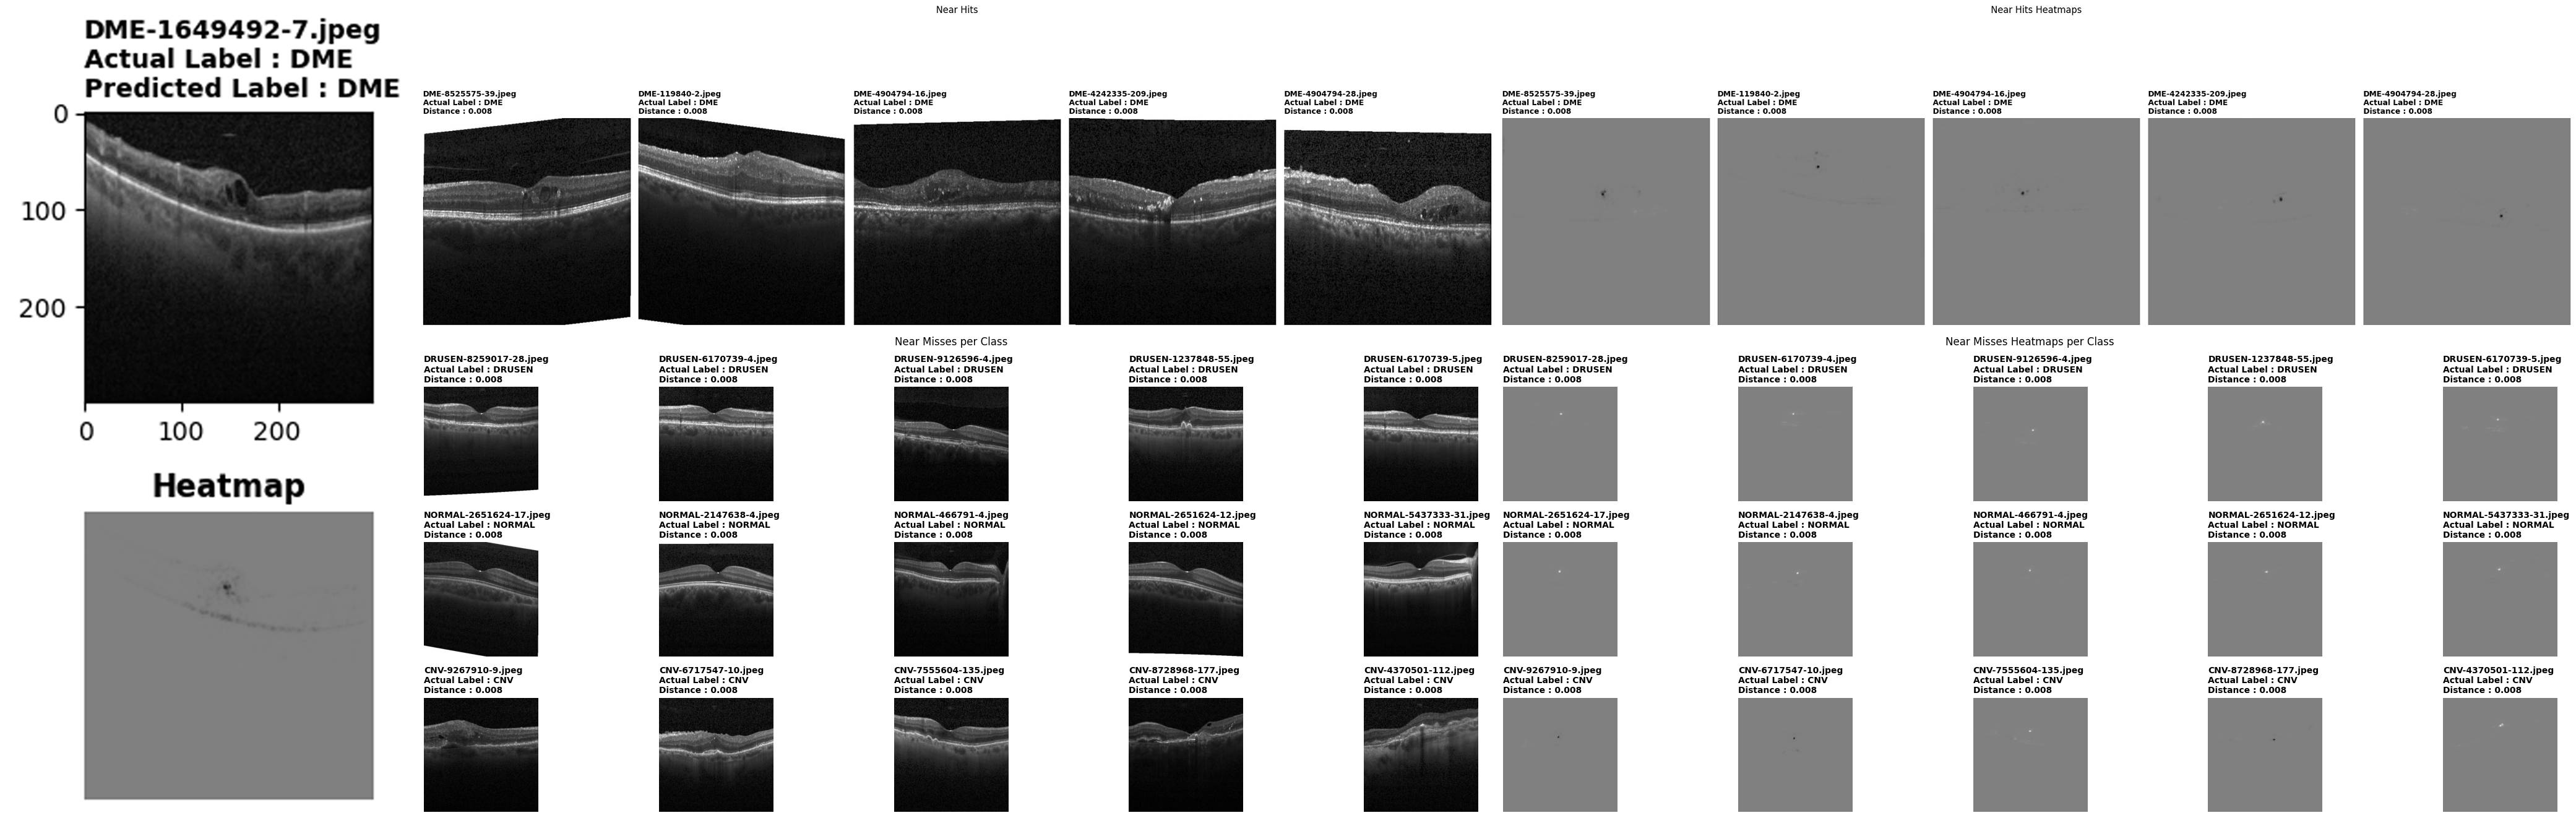 DME-1649492-7.jpeg
Actual Label : DME
Predicted Label : DME
0
100
200
0 100 200
Heatmap
Near Hits
DME-8525575-39.jpeg
Actual Label : DME
Distance : 0.008
DME-119840-2.jpeg
Actual Label : DME
Distance : 0.008
DME-4904794-16.jpeg
Actual Label : DME
Distance : 0.008
DME-4242335-209.jpeg
Actual Label : DME
Distance : 0.008
DME-4904794-28.jpeg
Actual Label : DME
Distance : 0.008
Near Hits Heatmaps
DME-8525575-39.jpeg
Actual Label : DME
Distance : 0.008
DME-119840-2.jpeg
Actual Label : DME
Distance : 0.008
DME-4904794-16.jpeg
Actual Label : DME
Distance : 0.008
DME-4242335-209.jpeg
Actual Label : DME
Distance : 0.008
DME-4904794-28.jpeg
Actual Label : DME
Distance : 0.008
Near Misses per Class
DRUSEN-8259017-28.jpeg
Actual Label : DRUSEN
Distance : 0.008
DRUSEN-6170739-4.jpeg
Actual Label : DRUSEN
Distance : 0.008
DRUSEN-9126596-4.jpeg
Actual Label : DRUSEN
Distance : 0.008
DRUSEN-1237848-55.jpeg
Actual Label : DRUSEN
Distance : 0.008
DRUSEN-6170739-5.jpeg
Actual Label : DRUSEN
Distance : 0.008
NORMAL-2651624-17.jpeg
Actual Label : NORMAL
Distance : 0.008
NORMAL-2147638-4.jpeg
Actual Label : NORMAL
Distance : 0.008
NORMAL-466791-4.jpeg
Actual Label : NORMAL
Distance : 0.008
NORMAL-2651624-12.jpeg
Actual Label : NORMAL
Distance : 0.008
NORMAL-5437333-31.jpeg
Actual Label : NORMAL
Distance : 0.008
CNV-9267910-9.jpeg
Actual Label : CNV
Distance : 0.008
CNV-6717547-10.jpeg
Actual Label : CNV
Distance : 0.008
CNV-7555604-135.jpeg
Actual Label : CNV
Distance : 0.008
CNV-8728968-177.jpeg
Actual Label : CNV
Distance : 0.008
CNV-4370501-112.jpeg
Actual Label : CNV
Distance : 0.008
Near Misses Heatmaps per Class
DRUSEN-8259017-28.jpeg
Actual Label : DRUSEN
Distance : 0.008
DRUSEN-6170739-4.jpeg
Actual Label : DRUSEN
Distance : 0.008
DRUSEN-9126596-4.jpeg
Actual Label : DRUSEN
Distance : 0.008
DRUSEN-1237848-55.jpeg
Actual Label : DRUSEN
Distance : 0.008
DRUSEN-6170739-5.jpeg
Actual Label : DRUSEN
Distance : 0.008
NORMAL-2651624-17.jpeg
Actual Label : NORMAL
Distance : 0.008
NORMAL-2147638-4.jpeg
Actual Label : NORMAL
Distance : 0.008
NORMAL-466791-4.jpeg
Actual Label : NORMAL
Distance : 0.008
NORMAL-2651624-12.jpeg
Actual Label : NORMAL
Distance : 0.008
NORMAL-5437333-31.jpeg
Actual Label : NORMAL
Distance : 0.008
CNV-9267910-9.jpeg
Actual Label : CNV
Distance : 0.008
CNV-6717547-10.jpeg
Actual Label : CNV
Distance : 0.008
CNV-7555604-135.jpeg
Actual Label : CNV
Distance : 0.008
CNV-8728968-177.jpeg
Actual Label : CNV
Distance : 0.008
CNV-4370501-112.jpeg
Actual Label : CNV
Distance : 0.008